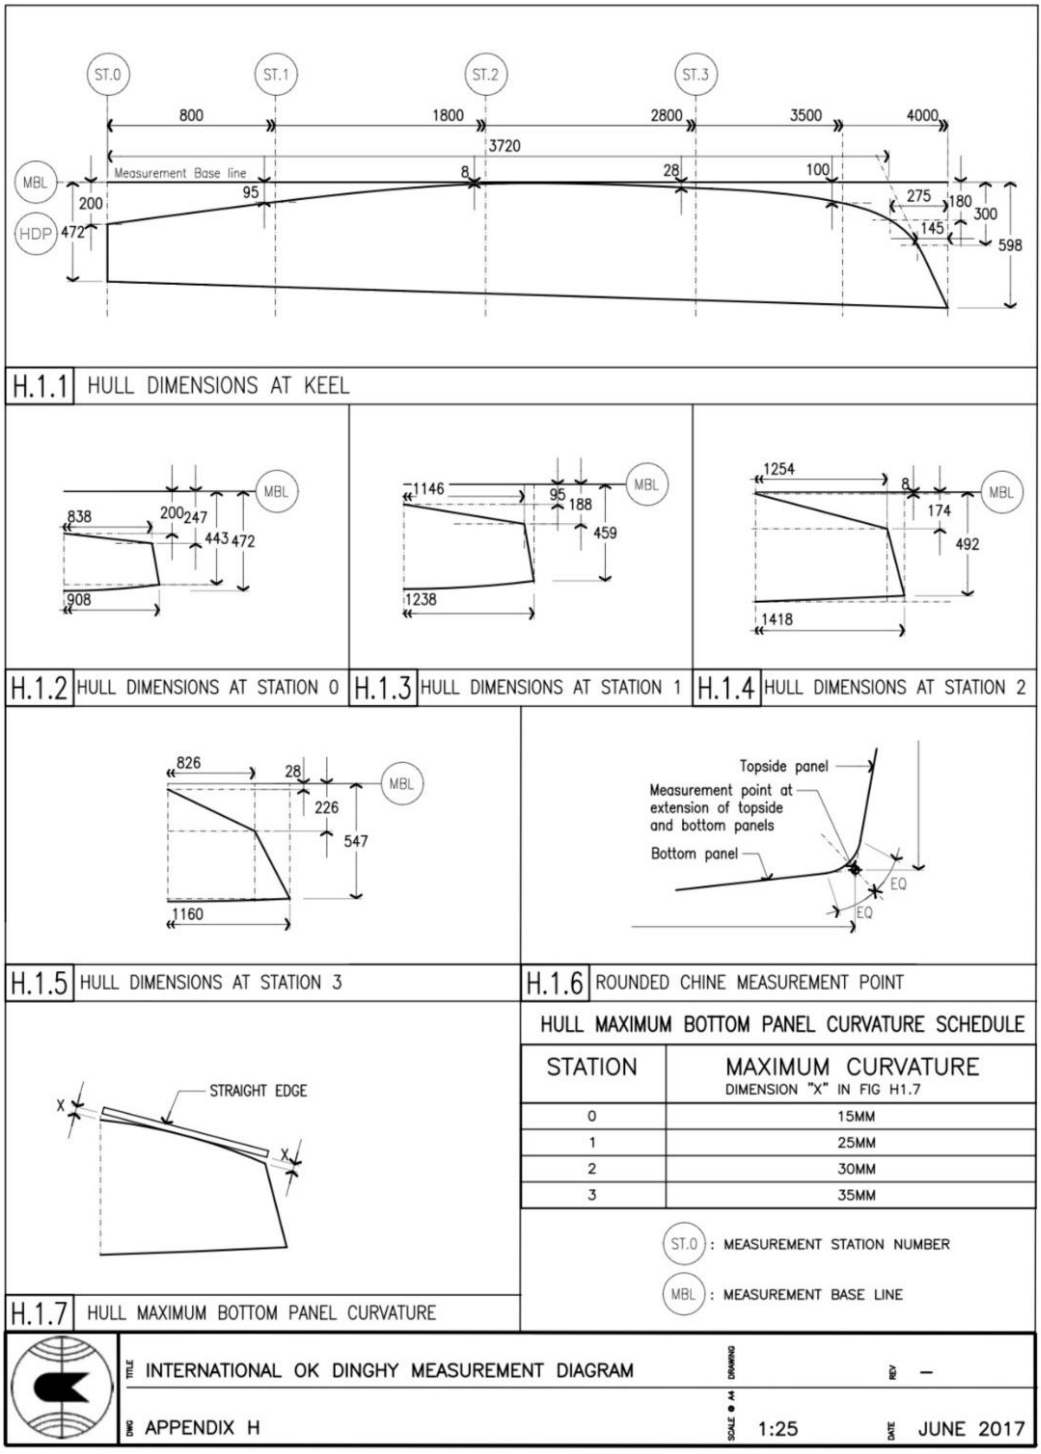 ST.0 ST.1 ST.2 ST.3
800 1800 2800 3500 4000
3720
MBL Measurement Base line 8 28 100
200 95 275 180
HDP 472 145 300
598
H.1.1 HULL DIMENSIONS AT KEEL
MBL
838 200 247
443 472
908
H.1.2 HULL DIMENSIONS AT STATION 0
MBL
1146 95
188
459
1238
H.1.3 HULL DIMENSIONS AT STATION 1
1254 8 MBL
174
492
1418
H.1.4 HULL DIMENSIONS AT STATION 2
826 28 MBL
226
547
1160
H.1.5 HULL DIMENSIONS AT STATION 3
Topside panel
Measurement point at
extension of topside
and bottom panels
Bottom panel
EQ
EQ
H.1.6 ROUNDED CHINE MEASUREMENT POINT
STRAIGHT EDGE
X
X
H.1.7 HULL MAXIMUM BOTTOM PANEL CURVATURE
HULL MAXIMUM BOTTOM PANEL CURVATURE SCHEDULE
STATION MAXIMUM CURVATURE
DIMENSION "X" IN FIG H1.7
0 15MM
1 25MM
2 30MM
3 35MM
ST.0 : MEASUREMENT STATION NUMBER
MBL : MEASUREMENT BASE LINE
TITLE INTERNATIONAL OK DINGHY MEASUREMENT DIAGRAM DRAWING REV –
DWG APPENDIX H SCALE @ A4 1:25 DATE JUNE 2017